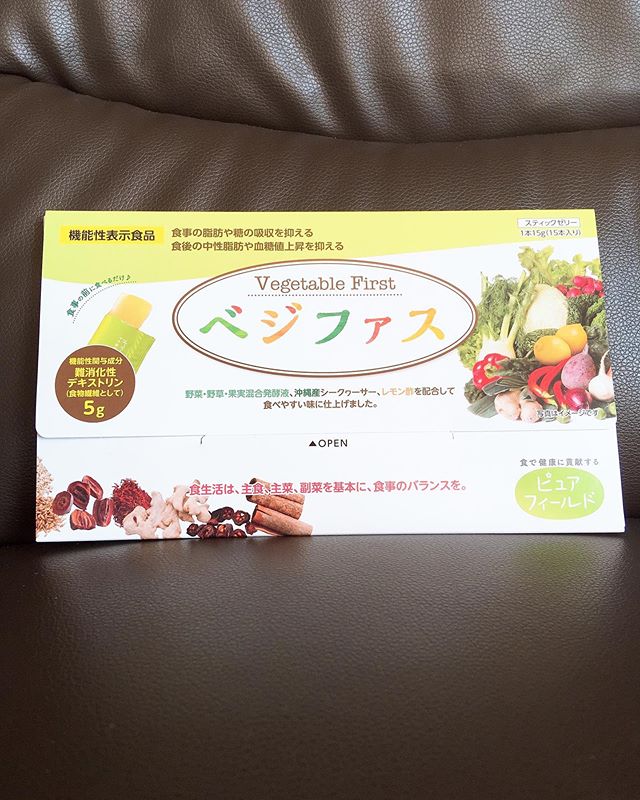 機能性表示食品
食事の脂肪や糖の吸収を抑える
食後の中性脂肪や血糖値上昇を抑える
スティックゼリー
1本15g(15本入り)
食事の前に食べるだけ♪
Vegetable First
ベジファス
機能性関与成分
難消化性
デキストリン
(食物繊維として)
5g
野菜・野草・果実混合発酵液、沖縄産シークヮーサー、レモン酢を配合して
食べやすい味に仕上げました。
写真はイメージです
▲OPEN
食生活は、主食、主菜、副菜を基本に、食事のバランスを。
食で健康に貢献する
ピュア
フィールド